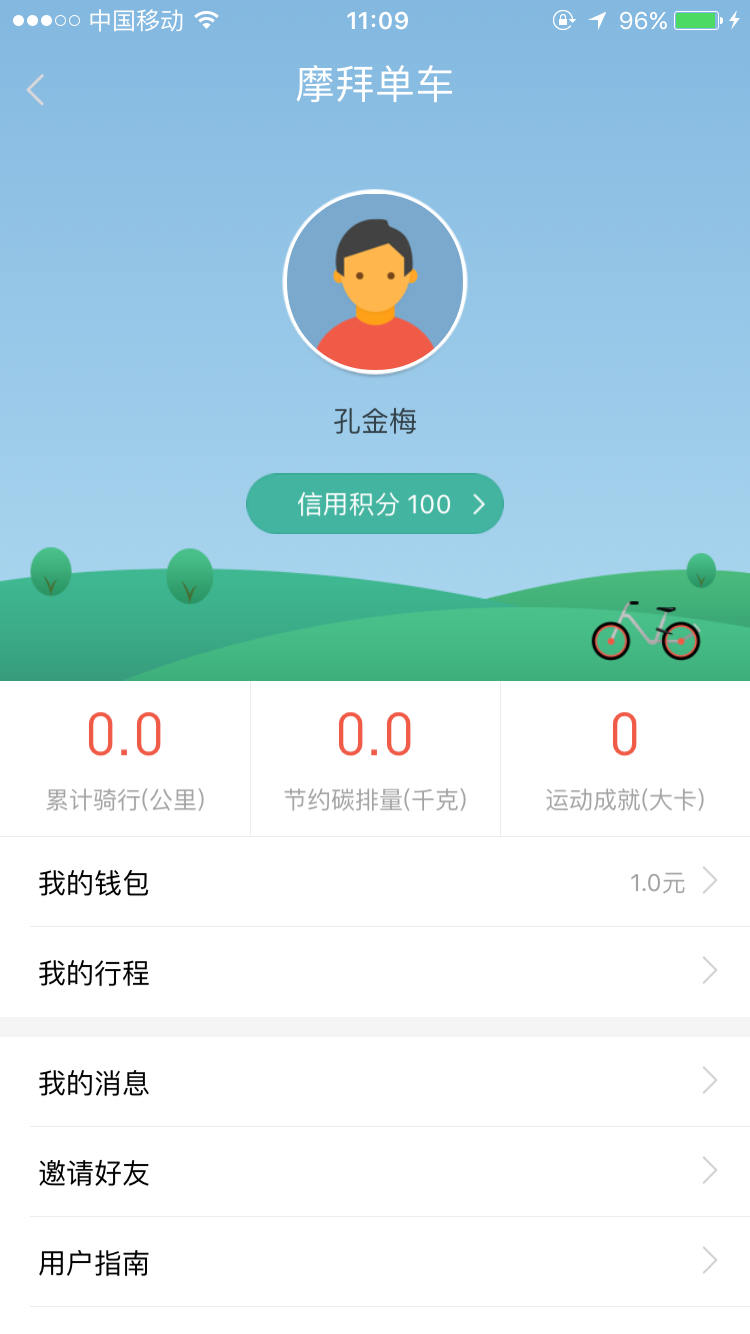 中国移动 11:09 96%
摩拜单车
孔金梅
信用积分 100
0.0 0.0 0
累计骑行(公里) 节约碳排量(千克) 运动成就(大卡)
我的钱包 1.0元
我的行程
我的消息
邀请好友
用户指南